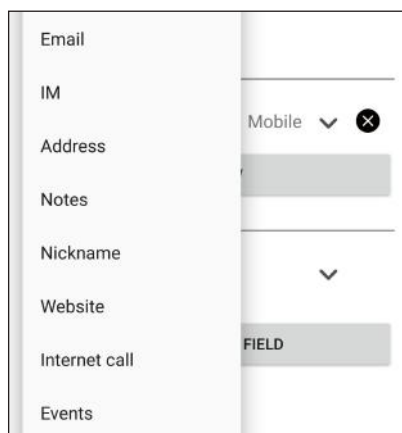 Email
IM
Mobile
Address
Notes
Nickname
Website
Internet call
FIELD
Events